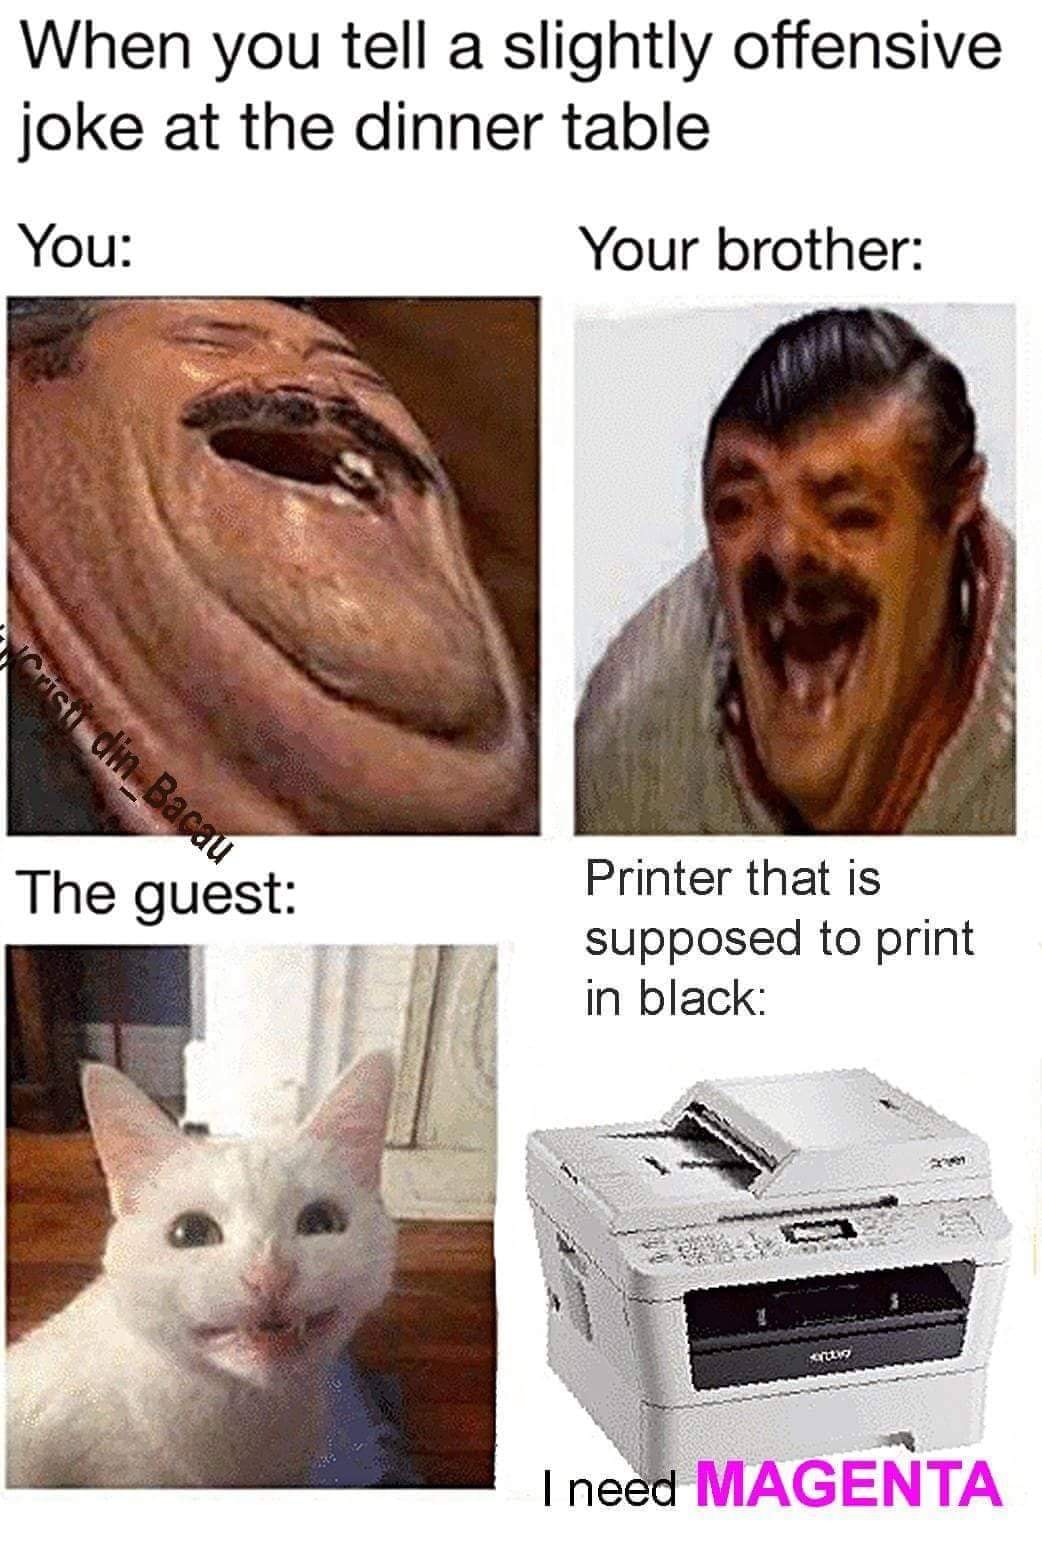 When you tell a slightly offensive
joke at the dinner table
You:
Your brother:
Cristi_din_Bacau
The guest:
Printer that is
supposed to print
in black:
I need MAGENTA